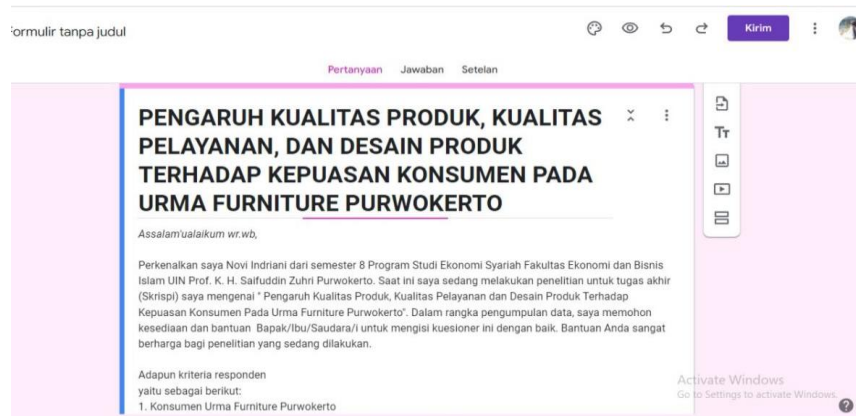 Formulir tanpa judul
Kirim
Pertanyaan Jawaban Setelan
PENGARUH KUALITAS PRODUK, KUALITAS
PELAYANAN, DAN DESAIN PRODUK
TERHADAP KEPUASAN KONSUMEN PADA
URMA FURNITURE PURWOKERTO
Assalam'ualaikum wr.wb,
Perkenalkan saya Novi Indriani dari semester 8 Program Studi Ekonomi Syariah Fakultas Ekonomi dan Bisnis
Islam UIN Prof. K. H. Saifuddin Zuhri Purwokerto. Saat ini saya sedang melakukan penelitian untuk tugas akhir
(Skripsi) saya mengenai " Pengaruh Kualitas Produk, Kualitas Pelayanan dan Desain Produk Terhadap
Kepuasan Konsumen Pada Urma Furniture Purwokerto". Dalam rangka pengumpulan data, saya memohon
kesediaan dan bantuan Bapak/Ibu/Saudara/i untuk mengisi kuesioner ini dengan baik. Bantuan Anda sangat
berharga bagi penelitian yang sedang dilakukan.
Adapun kriteria responden
yaitu sebagai berikut:
1. Konsumen Urma Furniture Purwokerto
Tт
Activate Windows
Go to Settings to activate Windows.